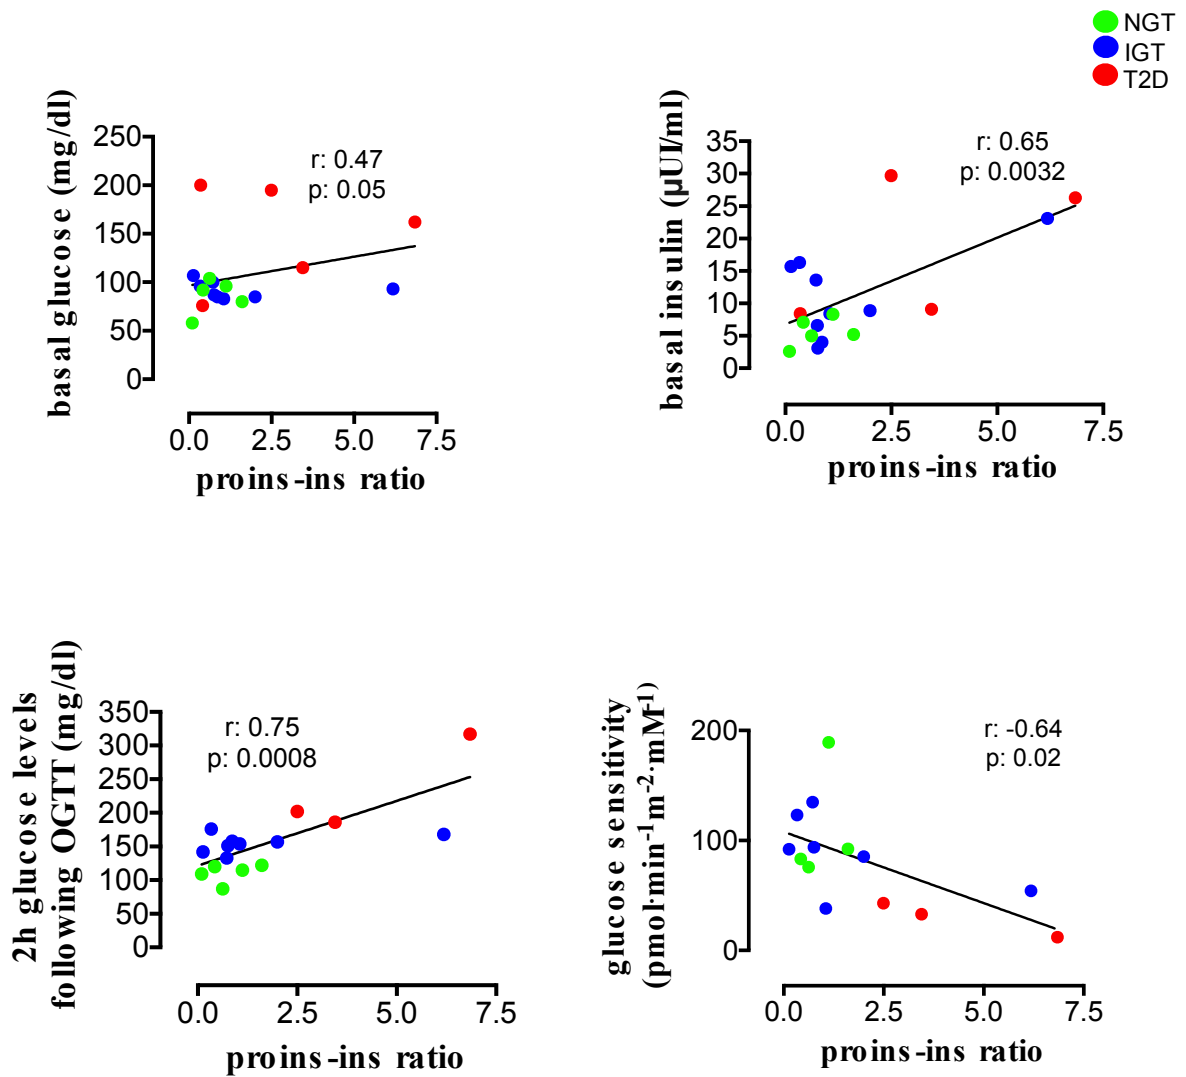 NGT
IGT
T2D
basal glucose (mg/dl)
250
200
150
100
50
0
r: 0.47
p: 0.05
0.0 2.5 5.0 7.5
proins-ins ratio
basal insulin (µUI/ml)
35
30
25
20
15
10
5
0
r: 0.65
p: 0.0032
0.0 2.5 5.0 7.5
proins-ins ratio
2h glucose levels
following OGTT (mg/dl)
350
300
250
200
150
100
50
0
r: 0.75
p: 0.0008
0.0 2.5 5.0 7.5
proins-ins ratio
glucose sensitivity
(pmol·min⁻¹m⁻²·mM⁻¹)
200
100
0
r: -0.64
p: 0.02
0.0 2.5 5.0 7.5
proins-ins ratio